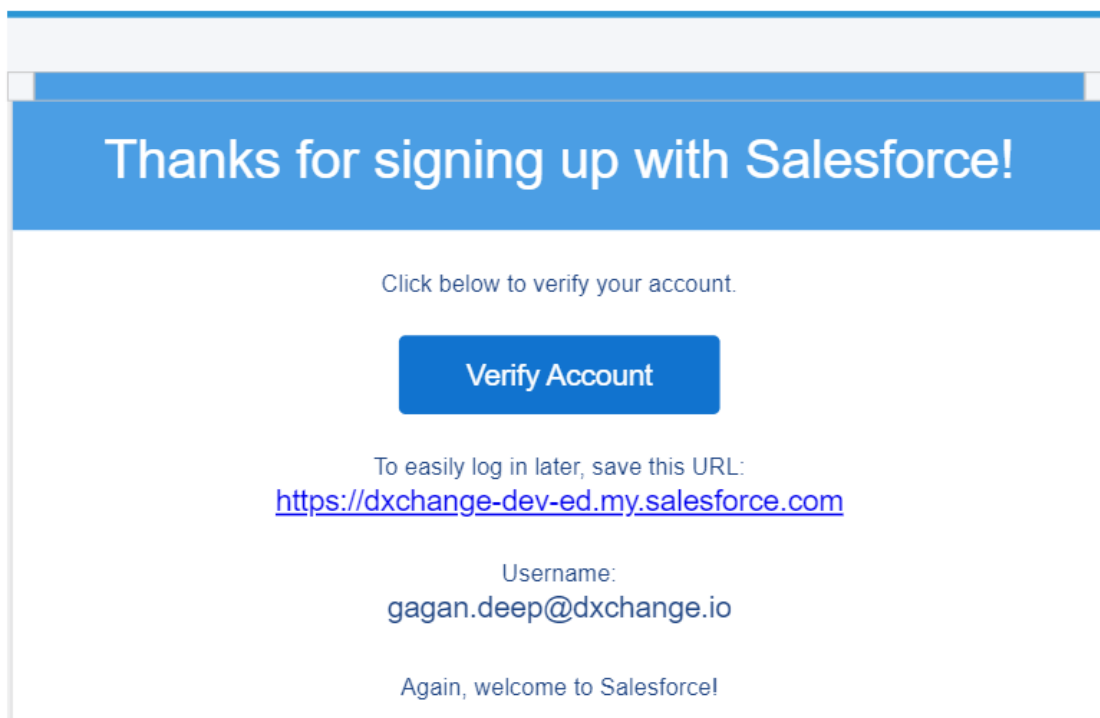 Thanks for signing up with Salesforce!
Click below to verify your account.
Verify Account
To easily log in later, save this URL:
https://dxchange-dev-ed.my.salesforce.com
Username:
gagan.deep@dxchange.io
Again, welcome to Salesforce!